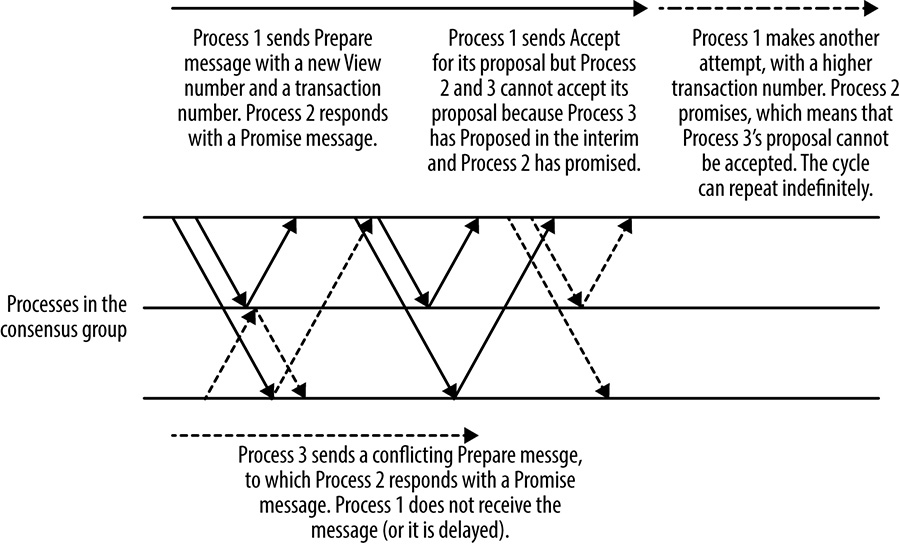 Process 1 sends Prepare
message with a new View
number and a transaction
number. Process 2 responds
with a Promise message.
Process 1 sends Accept
for its proposal but Process
2 and 3 cannot accept its
proposal because Process 3
has Proposed in the interim
and Process 2 has promised.
Process 1 makes another
attempt, with a higher
transaction number. Process 2
promises, which means that
Process 3’s proposal cannot
be accepted. The cycle
can repeat indefinitely.
Processes in the
consensus group
Process 3 sends a conflicting Prepare messge,
to which Process 2 responds with a Promise
message. Process 1 does not receive the
message (or it is delayed).